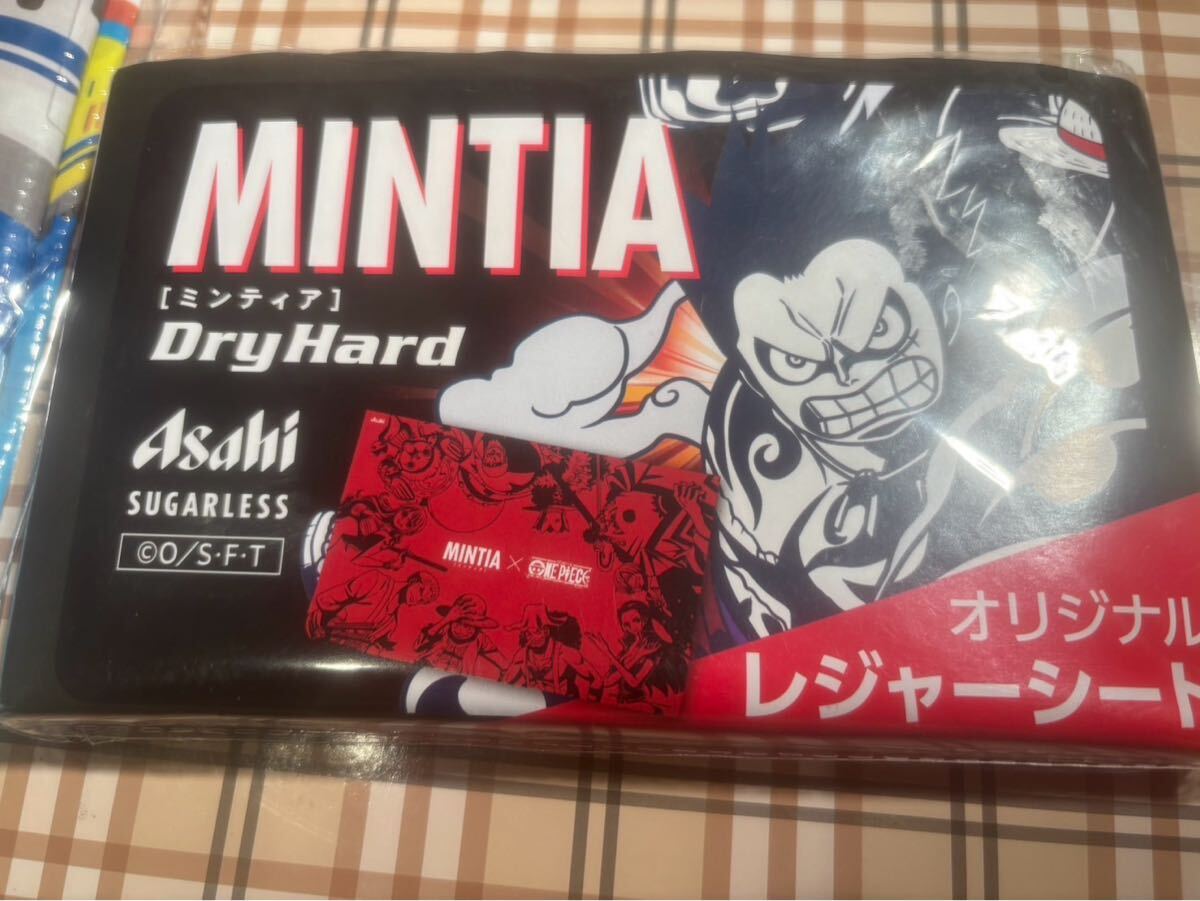 MINTIA
[ミンティア]
DryHard
Asahi
SUGARLESS
©O/S・F・T
Asahi
MINTIA × ONE PIECE
オリジナル
レジャーシート